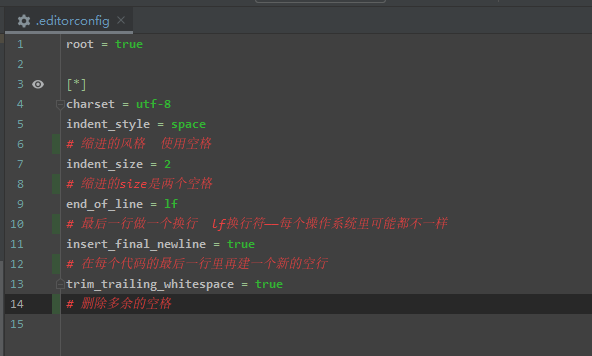 .editorconfig
1 root = true
2
3 [*]
4 charset = utf-8
5 indent_style = space
6 # 缩进的风格  使用空格
7 indent_size = 2
8 # 缩进的size是两个空格
9 end_of_line = lf
10 # 最后一行做一个换行  lf换行符——每个操作系统里可能都不一样
11 insert_final_newline = true
12 # 在每个代码的最后一行里再建一个新的空行
13 trim_trailing_whitespace = true
14 # 删除多余的空格
15